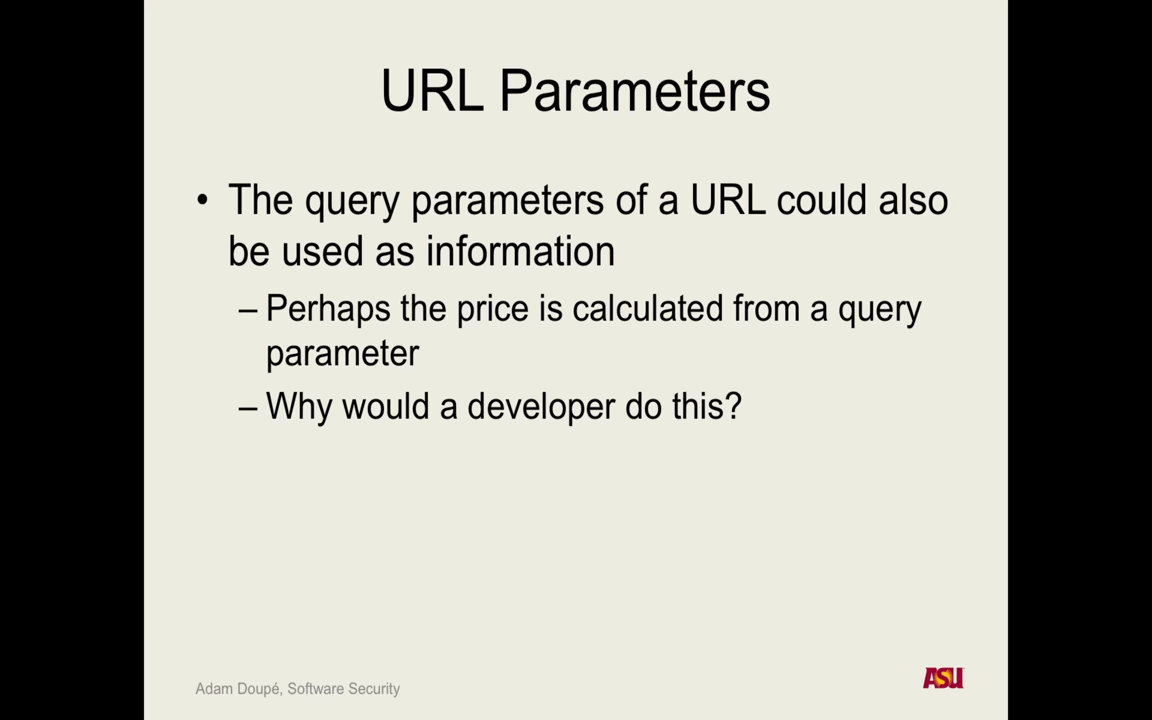 URL Parameters
• The query parameters of a URL could also
be used as information
– Perhaps the price is calculated from a query
parameter
– Why would a developer do this?
Adam Doupé, Software Security
ASU